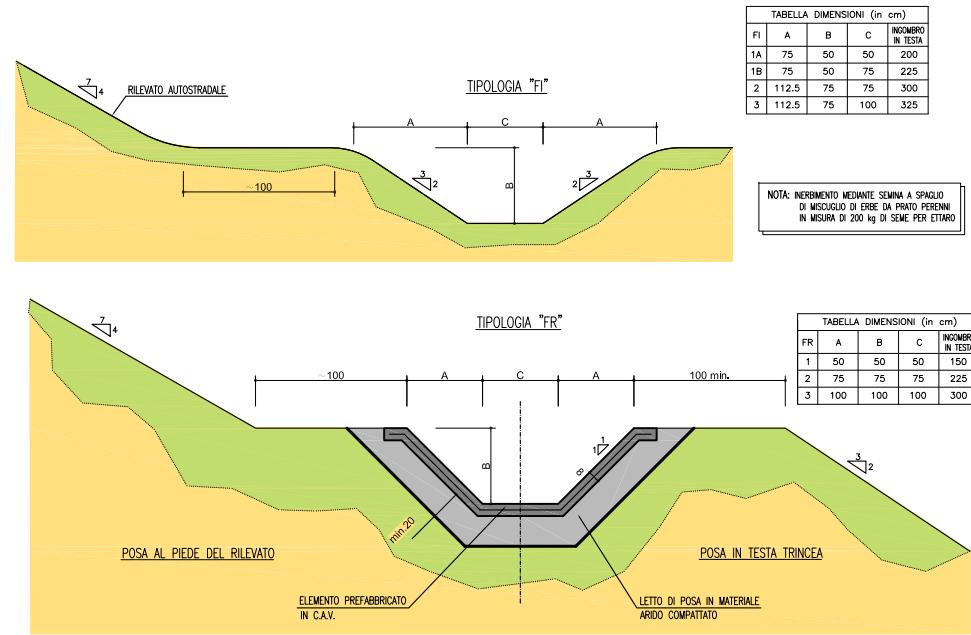 TABELLA DIMENSIONI (in cm)
FI A B C INGOMBRO IN TESTA
1A 75 50 50 200
1B 75 50 75 225
2 112.5 75 75 300
3 112.5 75 100 325
TIPOLOGIA "FI"
7
4
RILEVATO AUTOSTRADALE
A C A
3
2
B
3
2
~100
NOTA: INERBIMENTO MEDIANTE SEMINA A SPAGLIO
DI MISCUGLIO DI ERBE DA PRATO PERENNI
IN MISURA DI 200 kg DI SEME PER ETTARO
TIPOLOGIA "FR"
7
4
TABELLA DIMENSIONI (in cm)
FR A B C INGOMBRO IN TESTA
1 50 50 50 150
2 75 75 75 225
3 100 100 100 300
~100 A C A 100 min.
B
1
1
8
3
2
min.20
POSA AL PIEDE DEL RILEVATO
POSA IN TESTA TRINCEA
ELEMENTO PREFABBRICATO
IN C.A.V.
LETTO DI POSA IN MATERIALE
ARIDO COMPATTATO